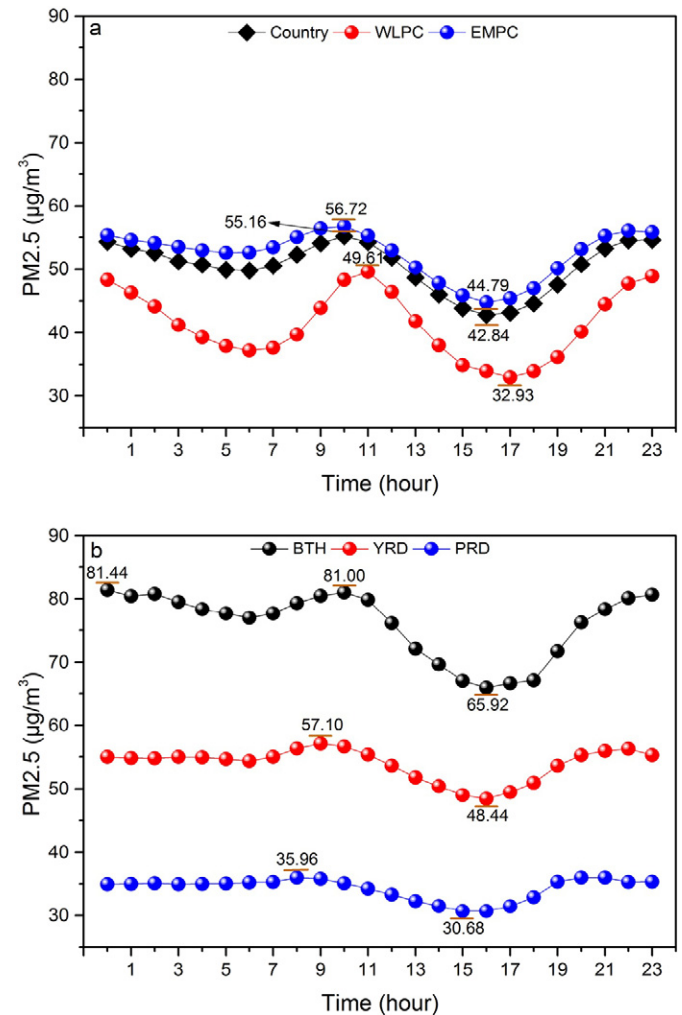 a
Country WLPC EMPC
90
80
70
60
50
40
30
PM2.5 (μg/m³)
55.16
56.72
49.61
44.79
42.84
32.93
1 3 5 7 9 11 13 15 17 19 21 23
Time (hour)
b
BTH YRD PRD
90
80
70
60
50
40
30
PM2.5 (μg/m³)
81.44
81.00
65.92
57.10
48.44
35.96
30.68
1 3 5 7 9 11 13 15 17 19 21 23
Time (hour)